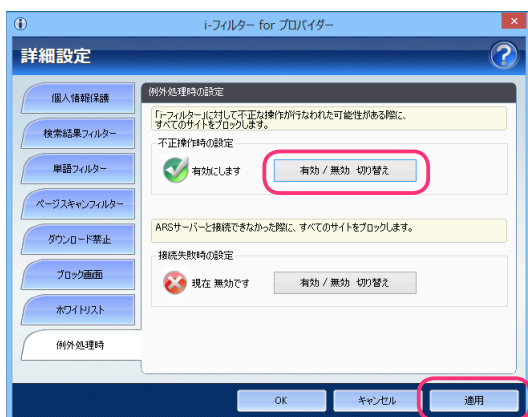 i-フィルター for プロバイダー
詳細設定
個人情報保護
検索結果フィルター
単語フィルター
ページスキャンフィルター
ダウンロード禁止
ブロック画面
ホワイトリスト
例外処理時
例外処理時の設定
「i-フィルター」に対して不正な操作が行なわれた可能性がある際に、
すべてのサイトをブロックします。
不正操作時の設定
有効にします
有効 / 無効 切り替え
ARSサーバーと接続できなかった際に、すべてのサイトをブロックします。
接続失敗時の設定
現在 無効です
有効 / 無効 切り替え
OK
キャンセル
適用